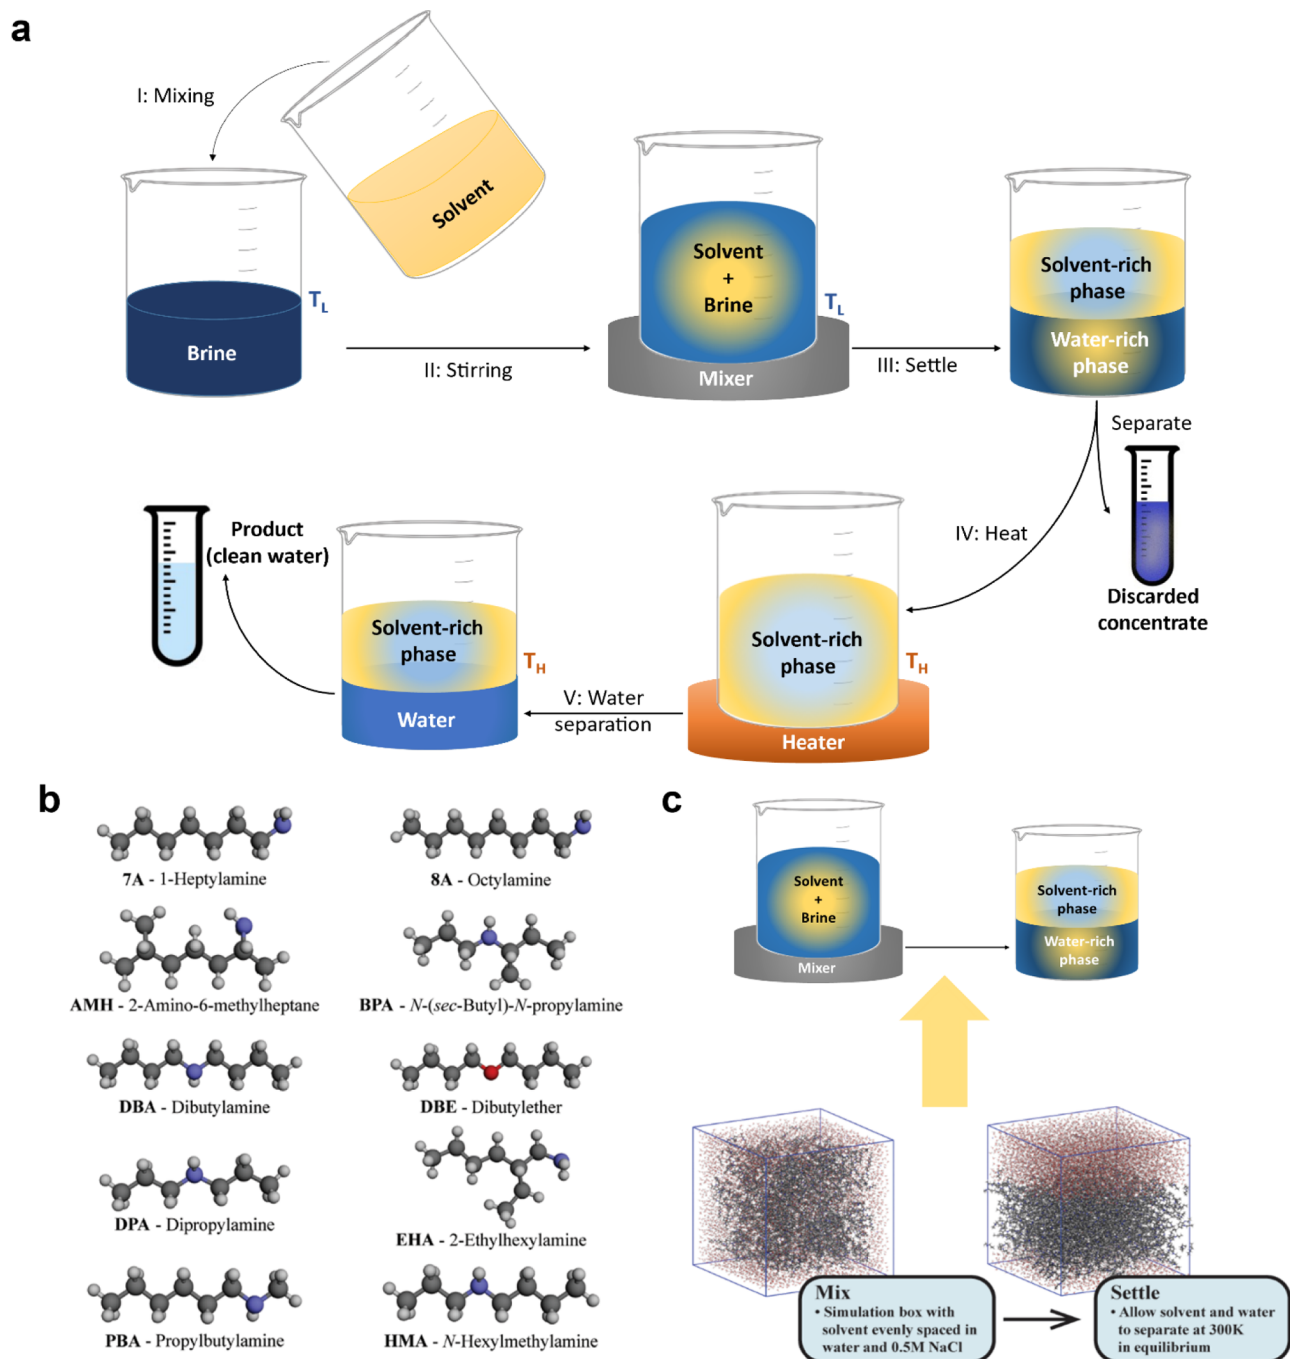 a
I: Mixing
Solvent
Brine
T_L
II: Stirring
Solvent
+
Brine
T_L
Mixer
III: Settle
Solvent-rich
phase
Water-rich
phase
Separate
Discarded
concentrate
IV: Heat
Solvent-rich
phase
T_H
Heater
V: Water
separation
Solvent-rich
phase
T_H
Water
Product
(clean water)
b
7A - 1-Heptylamine
8A - Octylamine
AMH - 2-Amino-6-methylheptane
BPA - N-(sec-Butyl)-N-propylamine
DBA - Dibutylamine
DBE - Dibutylether
DPA - Dipropylamine
EHA - 2-Ethylhexylamine
PBA - Propylbutylamine
HMA - N-Hexylmethylamine
c
Solvent
+
Brine
Mixer
Solvent-rich
phase
Water-rich
phase
Mix
• Simulation box with
solvent evenly spaced in
water and 0.5M NaCl
Settle
• Allow solvent and water
to separate at 300K
in equilibrium